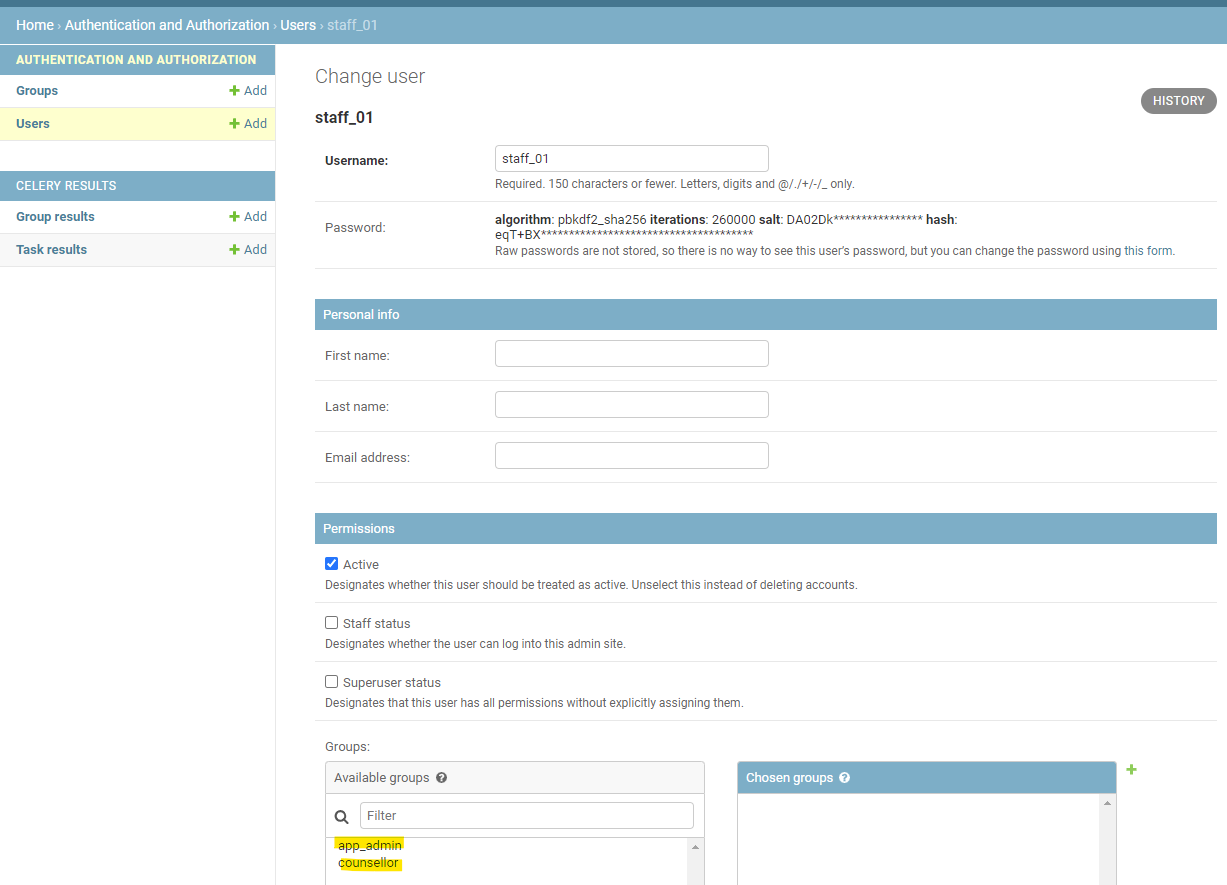 Home › Authentication and Authorization › Users › staff_01
AUTHENTICATION AND AUTHORIZATION
Groups + Add
Users + Add
CELERY RESULTS
Group results + Add
Task results + Add
Change user
HISTORY
staff_01
Username: staff_01
Required. 150 characters or fewer. Letters, digits and @/./+/-/_ only.
Password: algorithm: pbkdf2_sha256 iterations: 260000 salt: DA02Dk**************** hash:
eqT+BX**************************************
Raw passwords are not stored, so there is no way to see this user's password, but you can change the password using this form.
Personal info
First name:
Last name:
Email address:
Permissions
Active
Designates whether this user should be treated as active. Unselect this instead of deleting accounts.
Staff status
Designates whether the user can log into this admin site.
Superuser status
Designates that this user has all permissions without explicitly assigning them.
Groups:
Available groups ?
Chosen groups ?
Filter
app_admin
counsellor